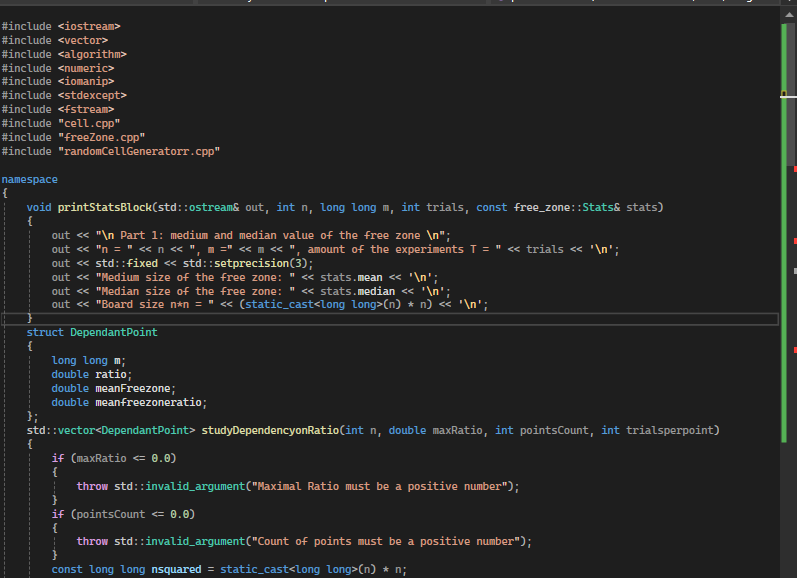 #include <iostream>
#include <vector>
#include <algorithm>
#include <numeric>
#include <iomanip>
#include <stdexcept>
#include <fstream>
#include "cell.cpp"
#include "freeZone.cpp"
#include "randomCellGeneratorr.cpp"
namespace
{
void printStatsBlock(std::ostream& out, int n, long long m, int trials, const free_zone::Stats& stats)
{
out << "\n Part 1: medium and median value of the free zone \n";
out << "n = " << n << ", m =" << m << ", amount of the experiments T = " << trials << '\n';
out << std::fixed << std::setprecision(3);
out << "Medium size of the free zone: " << stats.mean << '\n';
out << "Median size of the free zone: " << stats.median << '\n';
out << "Board size n*n = " << (static_cast<long long>(n) * n) << '\n';
}
struct DependantPoint
{
long long m;
double ratio;
double meanFreezone;
double meanfreezoneratio;
};
std::vector<DependantPoint> studyDependencyonRatio(int n, double maxRatio, int pointsCount, int trialsperpoint)
{
if (maxRatio <= 0.0)
{
throw std::invalid_argument("Maximal Ratio must be a positive number");
}
if (pointsCount <= 0.0)
{
throw std::invalid_argument("Count of points must be a positive number");
}
const long long nsquared = static_cast<long long>(n) * n;